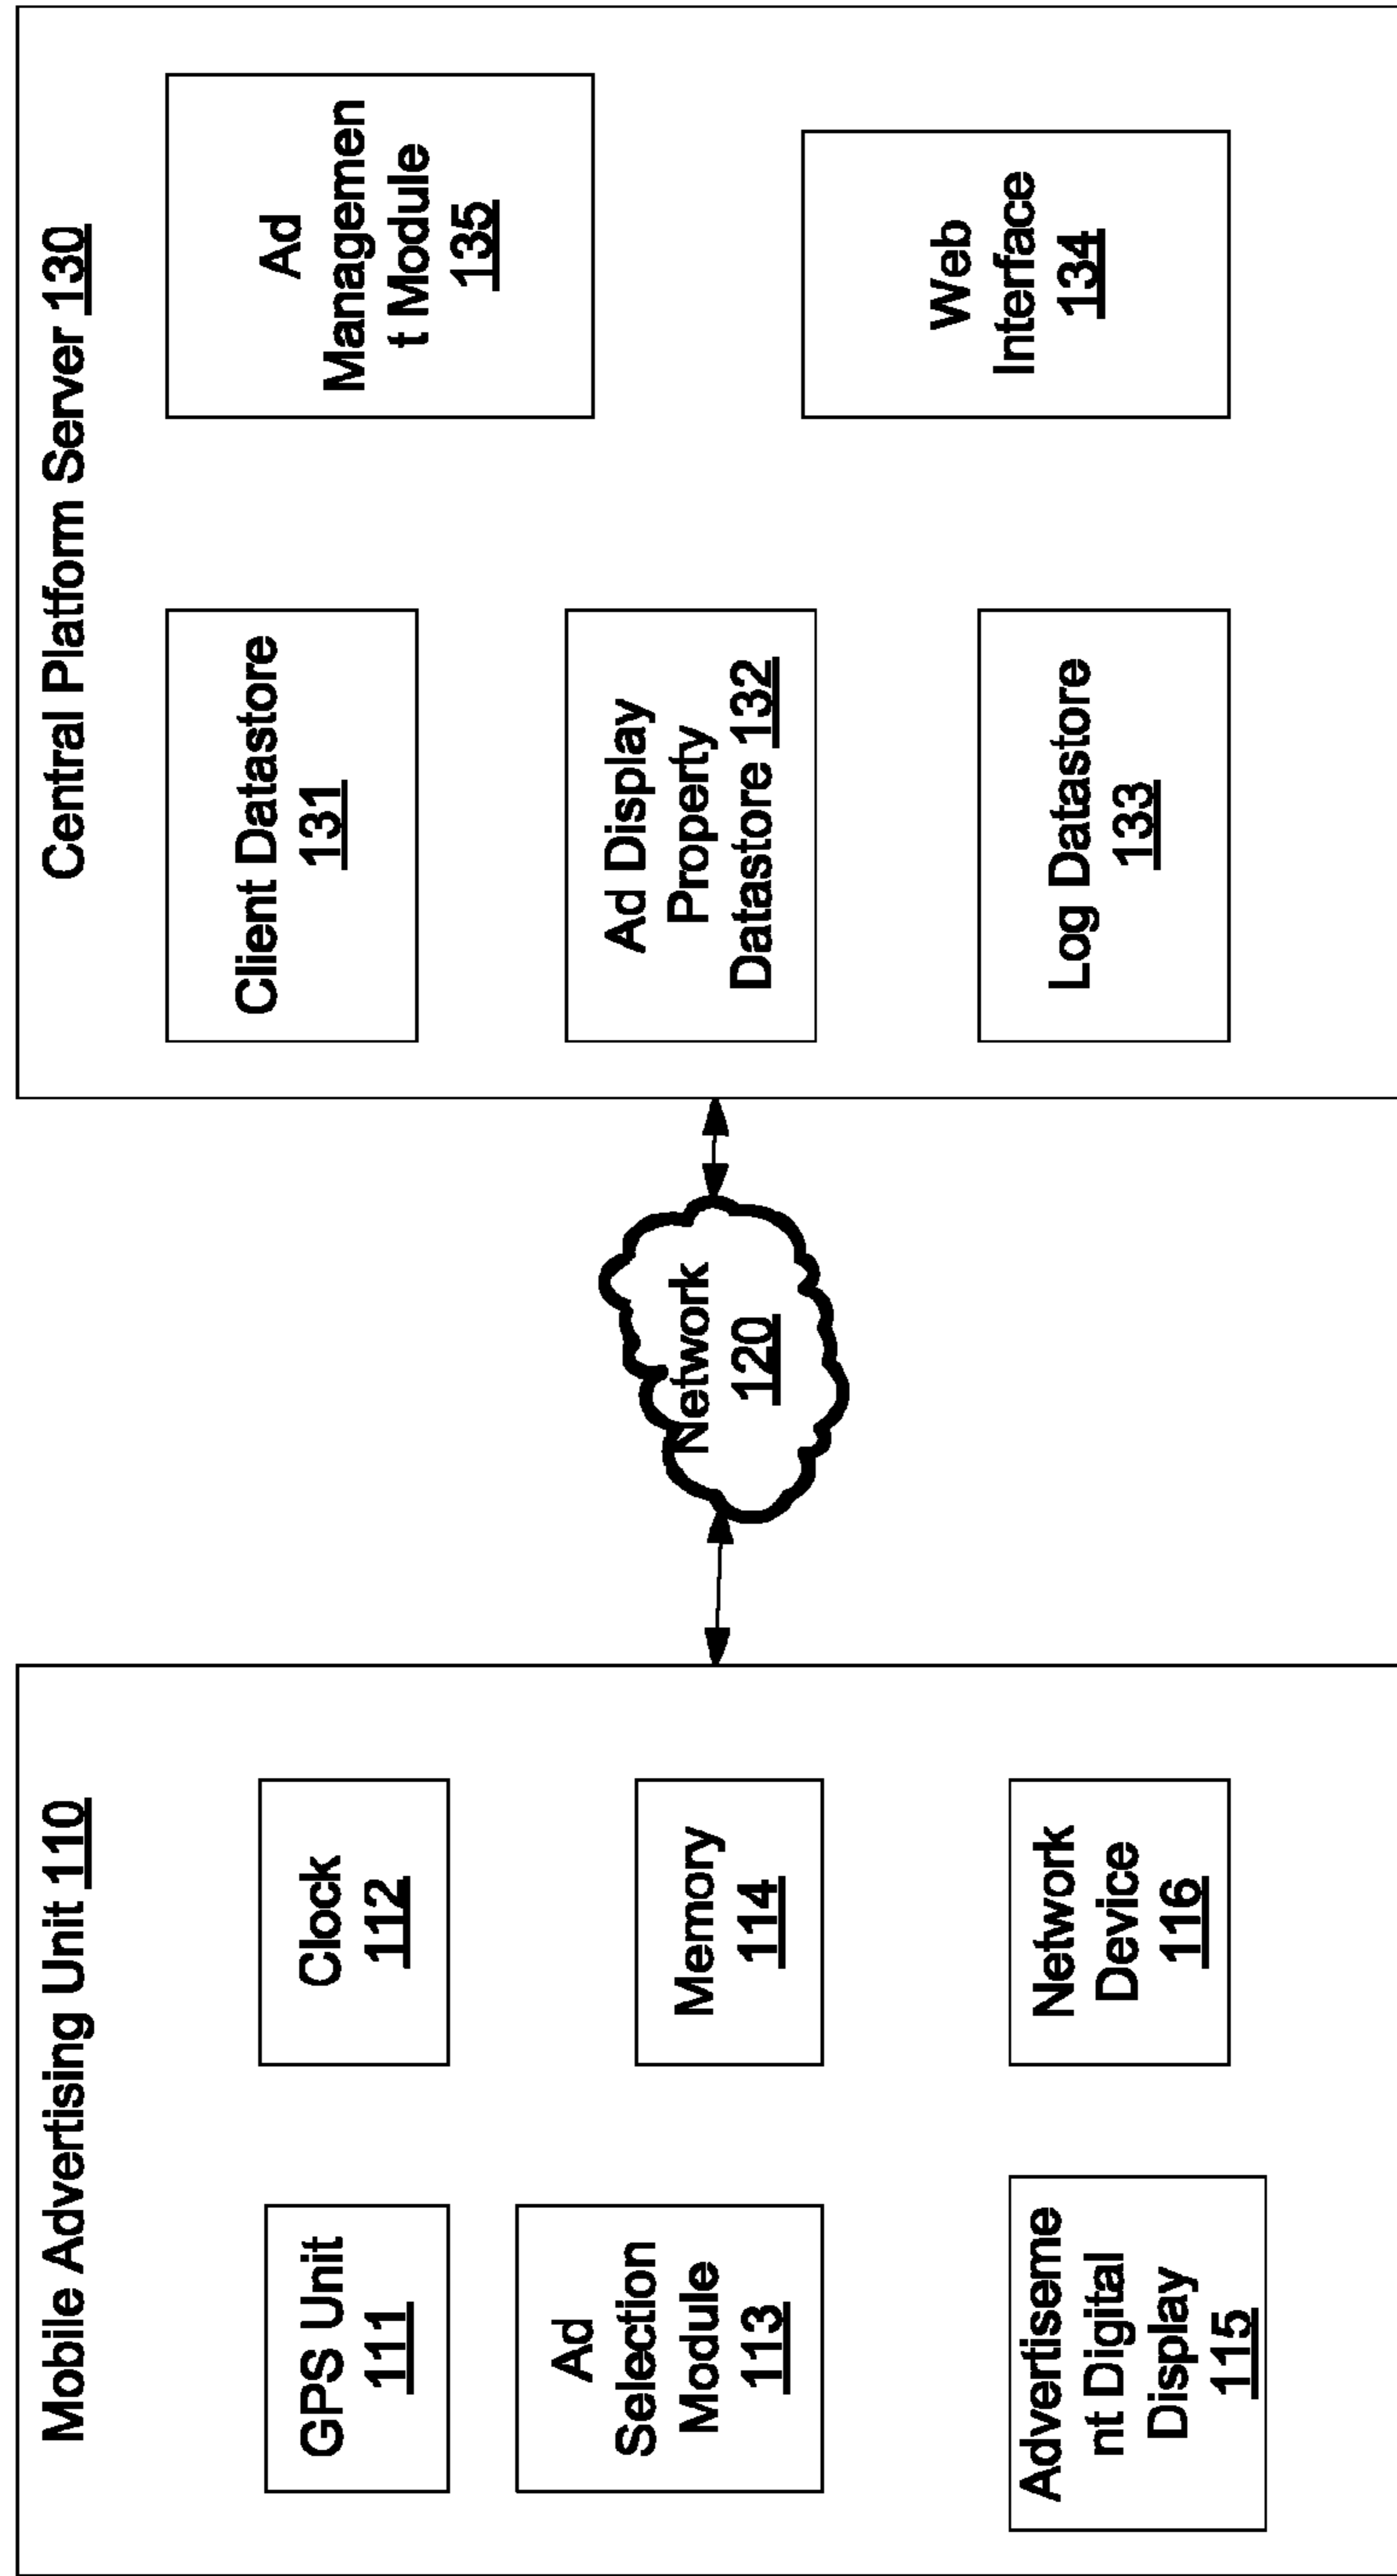 Mobile Advertising Unit 110
GPS Unit
111
Clock
112
Ad
Selection
Module
113
Memory
114
Advertiseme
nt Digital
Display
115
Network
Device
116
Network
120
Central Platform Server 130
Client Datastore
131
Ad
Managemen
t Module
135
Ad Display
Property
Datastore 132
Log Datastore
133
Web
Interface
134